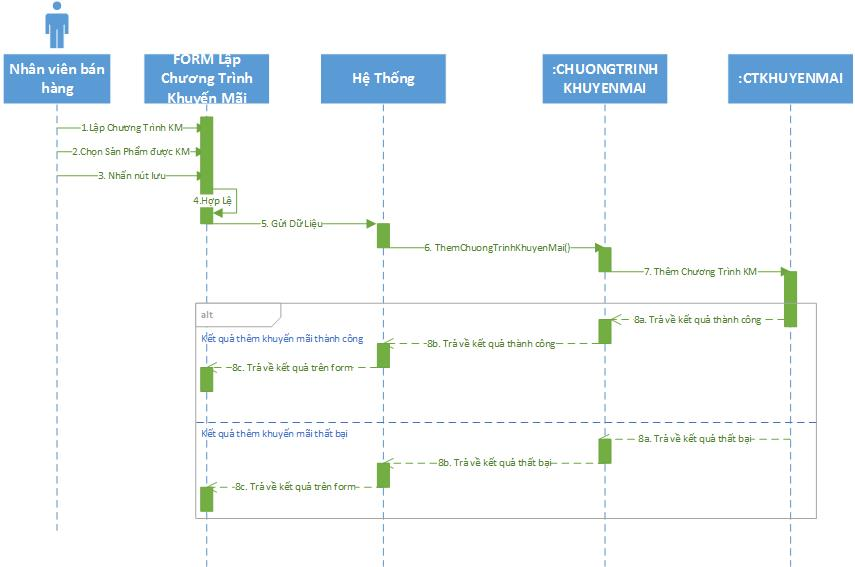 Nhân viên bán
hàng
FORM Lập
Chương Trình
Khuyến Mãi
Hệ Thống
:CHUONGTRINH
KHUYENMAI
:CTKHUYENMAI
1.Lập Chương Trình KM
2.Chọn Sản Phẩm được KM
3. Nhấn nút lưu
4.Hợp Lệ
5. Gửi Dữ Liệu
6. ThemChuongTrinhKhuyenMai()
7. Thêm Chương Trình KM
alt
8a. Trả về kết quả thành công
Kết quả thêm khuyến mãi thành công
8b. Trả về kết quả thành công
8c. Trả về kết quả trên form
Kết quả thêm khuyến mãi thất bại
8a. Trả về kết quả thất bại
8b. Trả về kết quả thất bại
8c. Trả về kết quả trên form